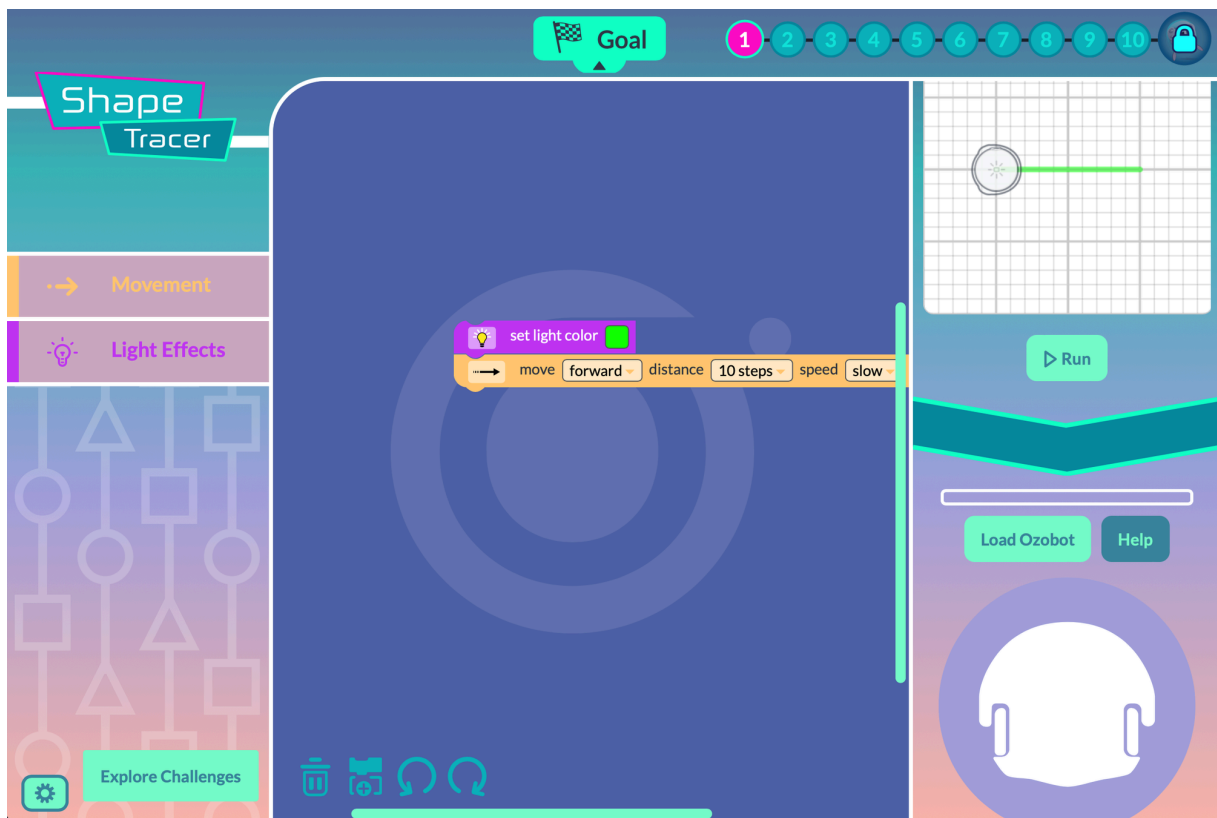 Goal
1 2 3 4 5 6 7 8 9 10
Shape
Tracer
Movement
Light Effects
set light color
move forward distance 10 steps speed slow
Run
Load Ozobot
Help
Explore Challenges